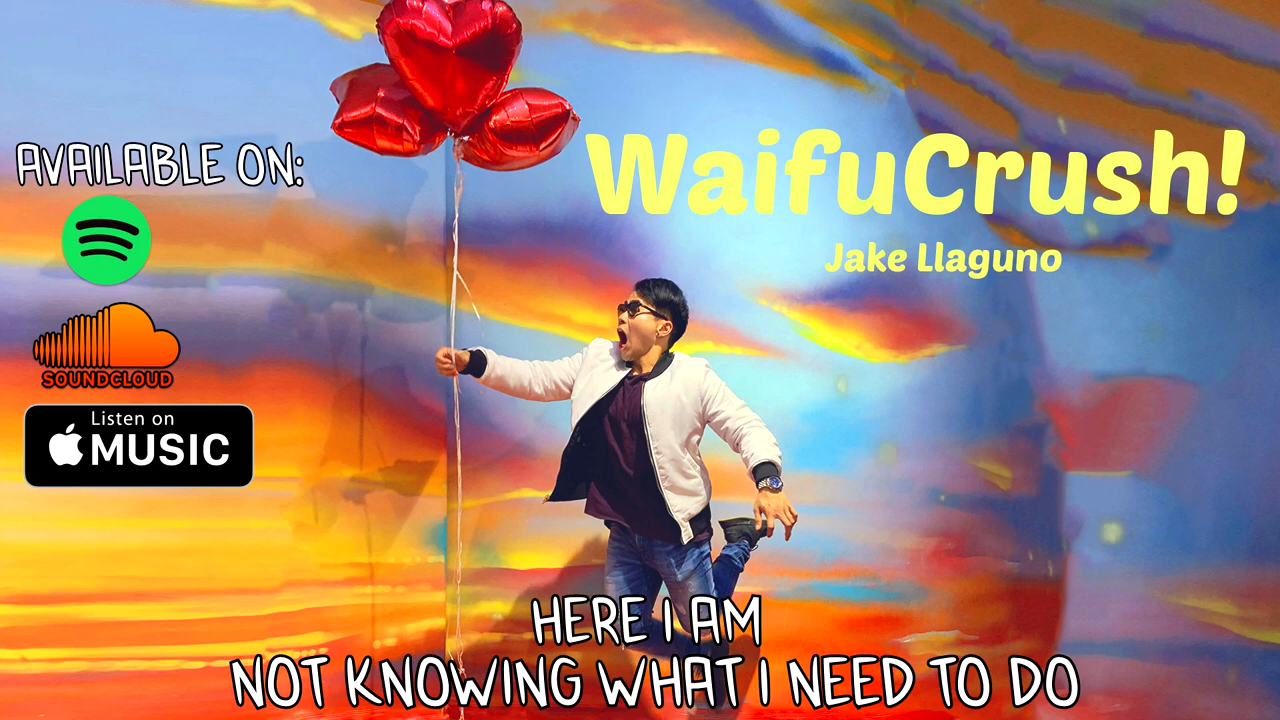 AVAILABLE ON:
SOUNDCLOUD
Listen on
MUSIC
WaifuCrush!
Jake Llaguno
HERE I AM
NOT KNOWING WHAT I NEED TO DO